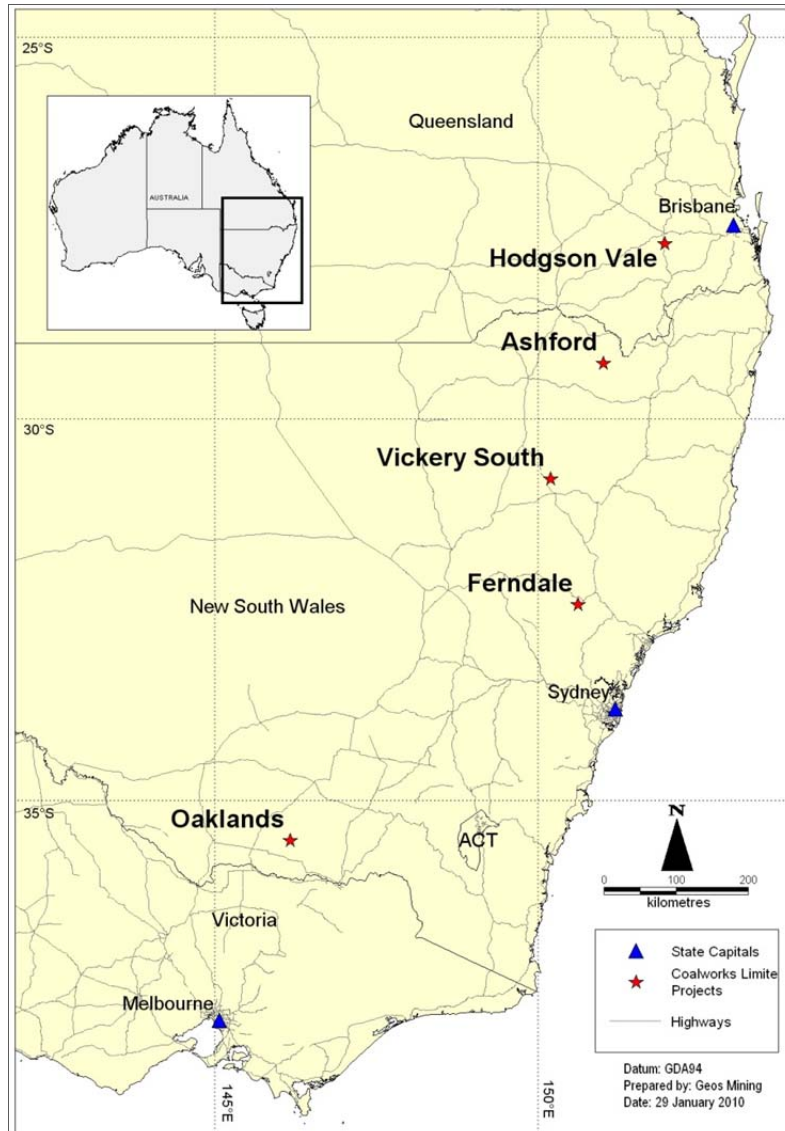 25°S
Queensland
AUSTRALIA
Brisbane
Hodgson Vale
Ashford
30°S
Vickery South
Ferndale
New South Wales
Sydney
35°S
Oaklands
ACT
N
0 100 200
kilometres
Victoria
State Capitals
Coalworks Limite
Projects
Melbourne
Highways
145°E
150°E
Datum: GDA94
Prepared by: Geos Mining
Date: 29 January 2010